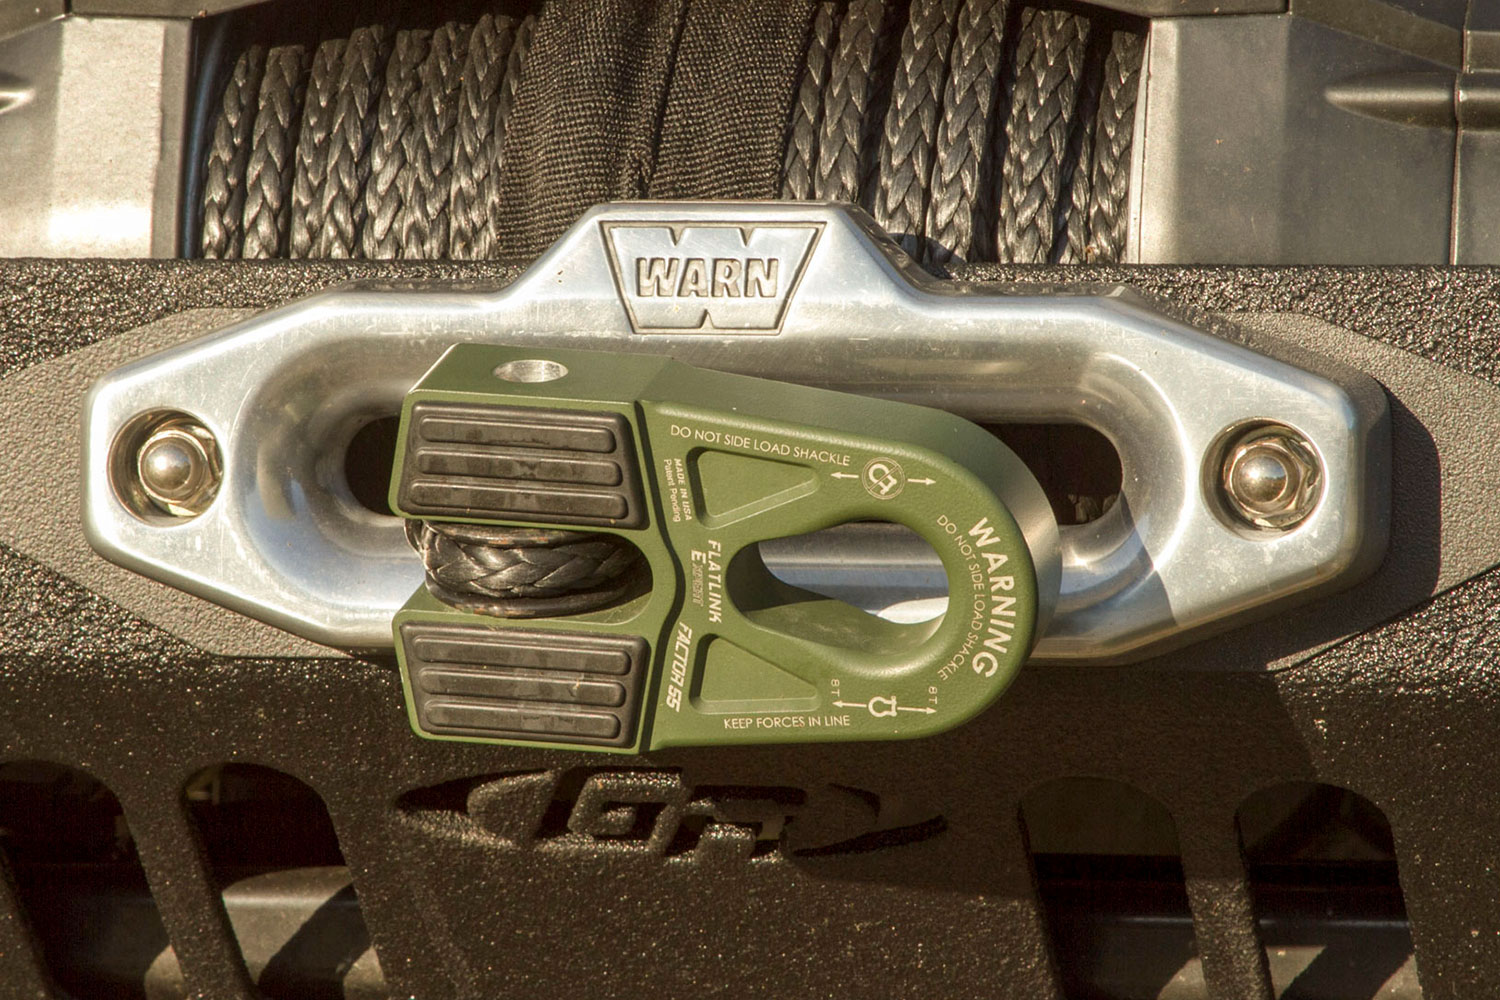 WARN
DO NOT SIDE LOAD SHACKLE
MADE IN USA
Patent Pending
FLATLINK
EXPERT
FACTOR 55
WARNING
DO NOT SIDE LOAD SHACKLE
8T
8T
KEEP FORCES IN LINE